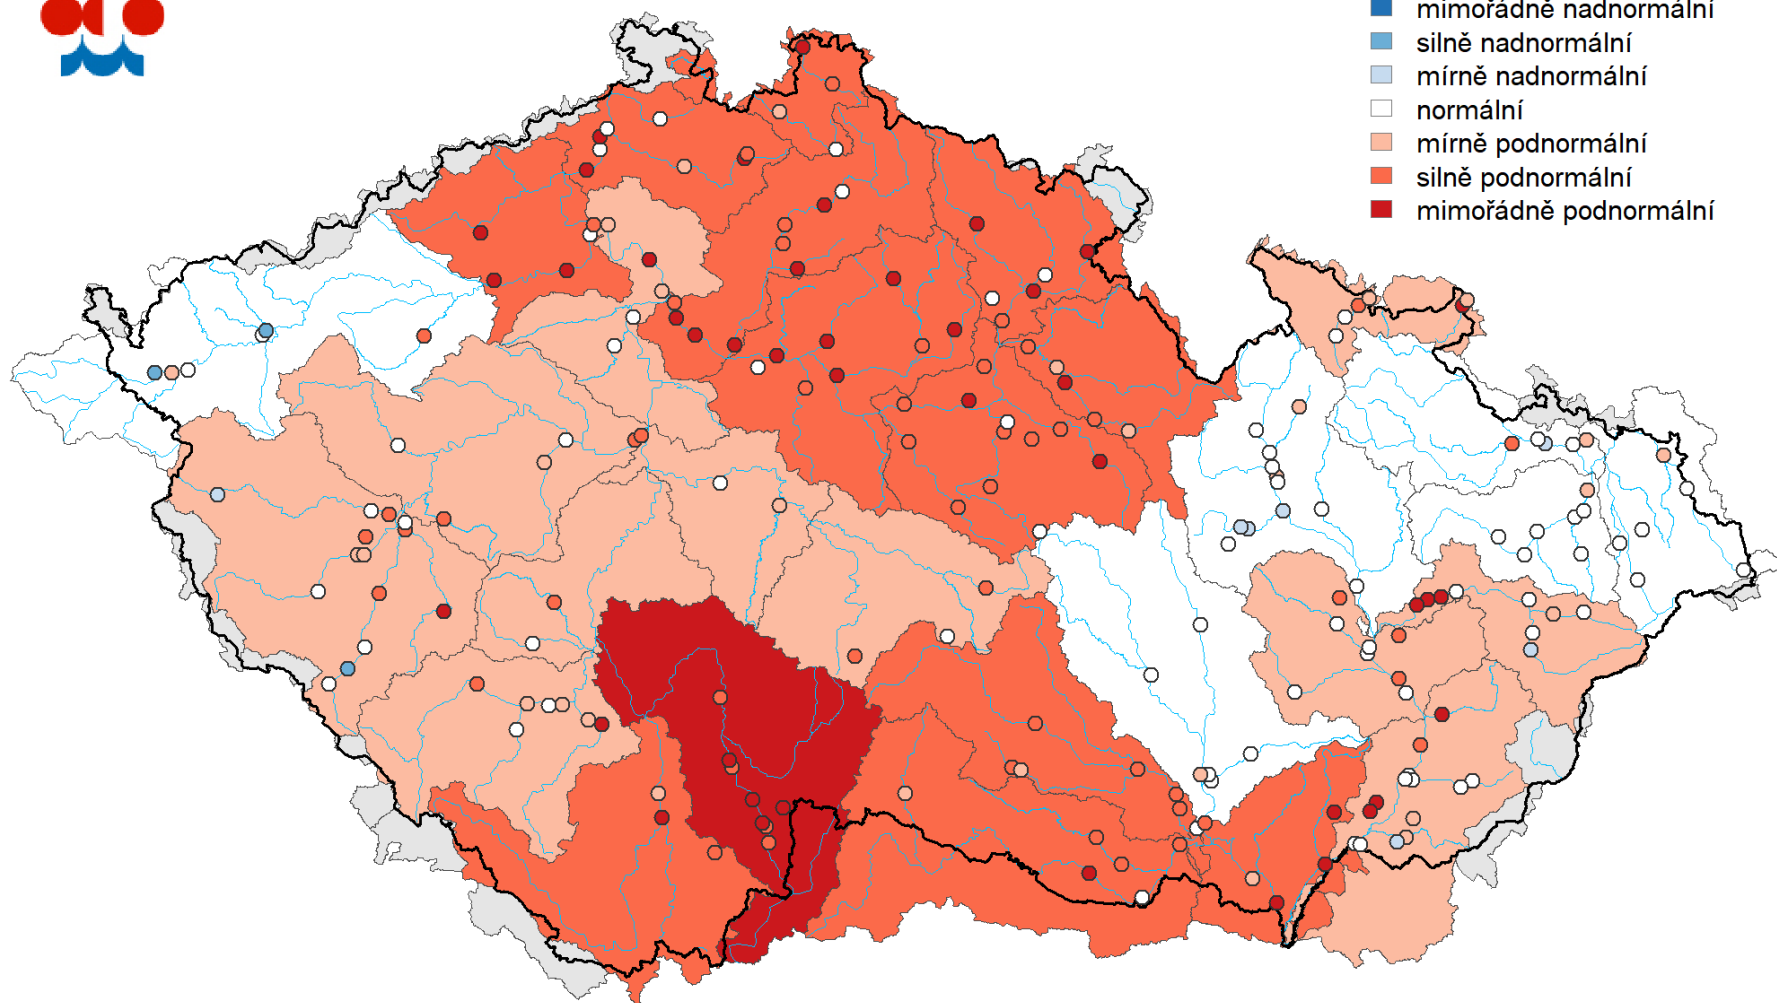 mimořádně nadnormální
silně nadnormální
mírně nadnormální
normální
mírně podnormální
silně podnormální
mimořádně podnormální